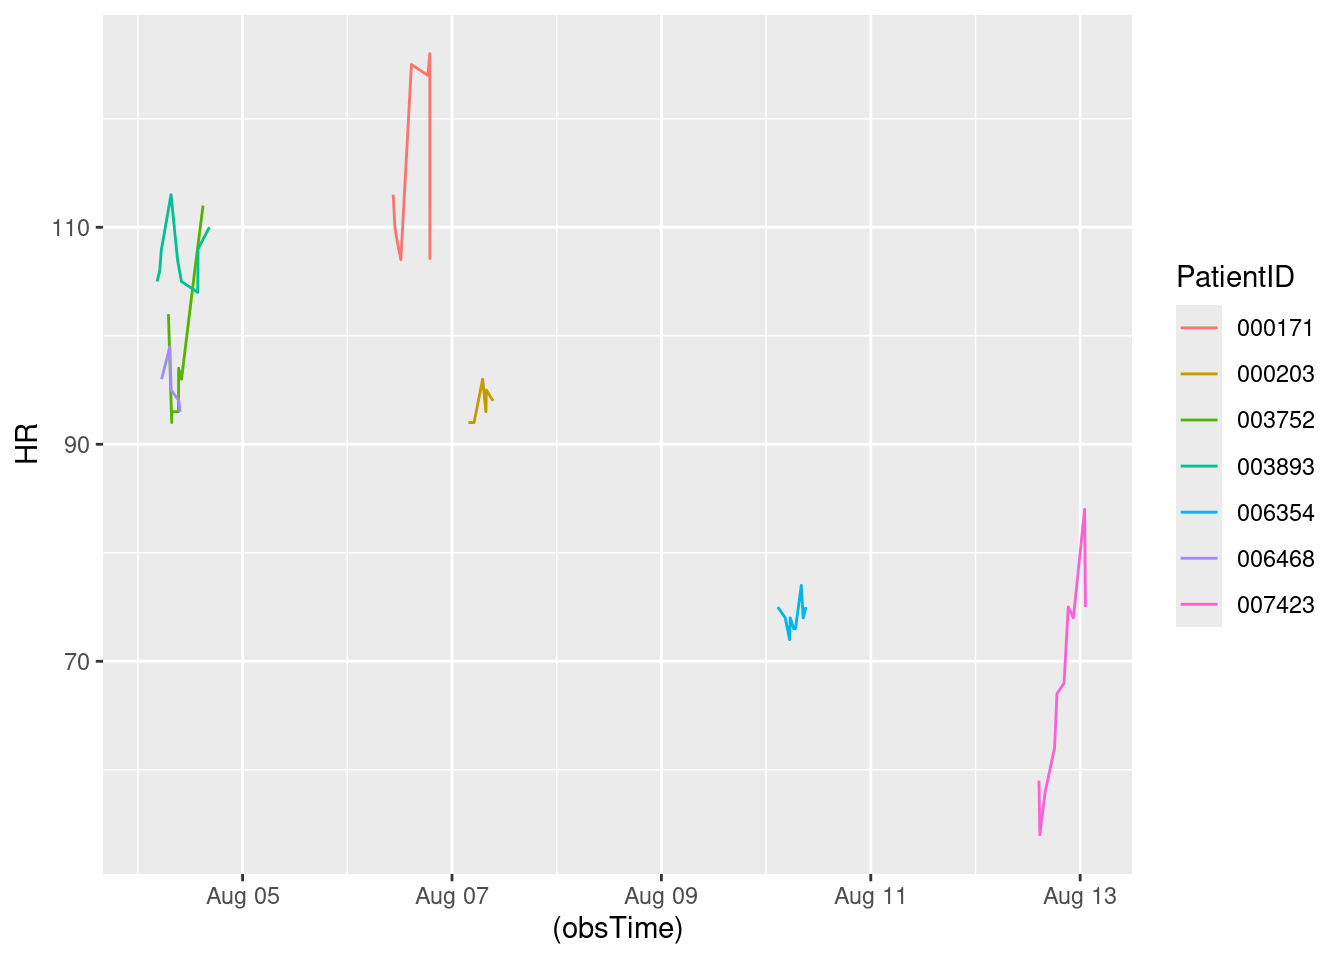 110
90
70
HR
Aug 05
Aug 07
Aug 09
Aug 11
Aug 13
(obsTime)
PatientID
000171
000203
003752
003893
006354
006468
007423